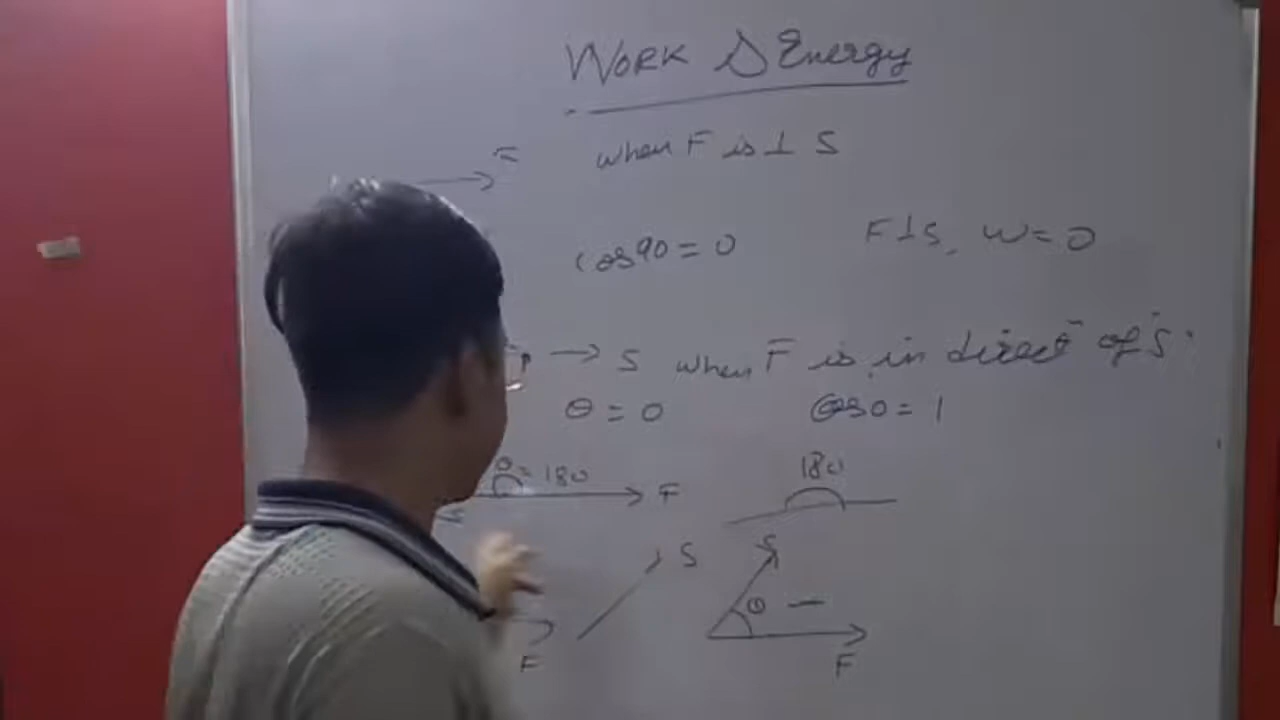 WORK & Energy
F when F is ⊥ S
cos90 = 0 F⊥S, W=0
→ S when F is in direct of S
θ = 0 cos0 = 1
θ=180 F 180
S S S
θ
F F